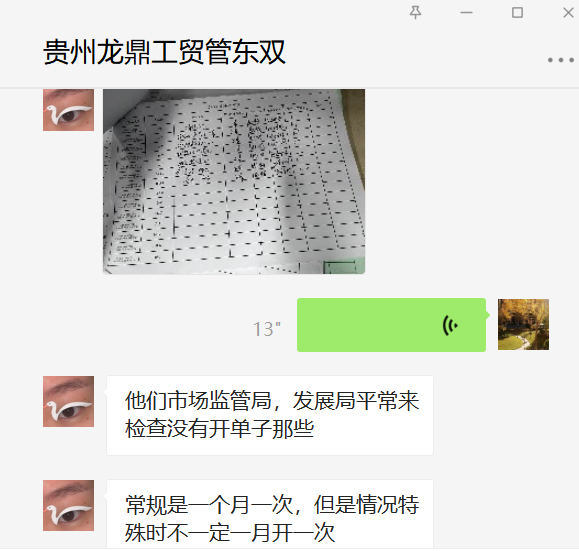 贵州龙鼎工贸管东双
13"
他们市场监管局，发展局平常来
检查没有开单子那些
常规是一个月一次，但是情况特
殊时不一定一月开一次